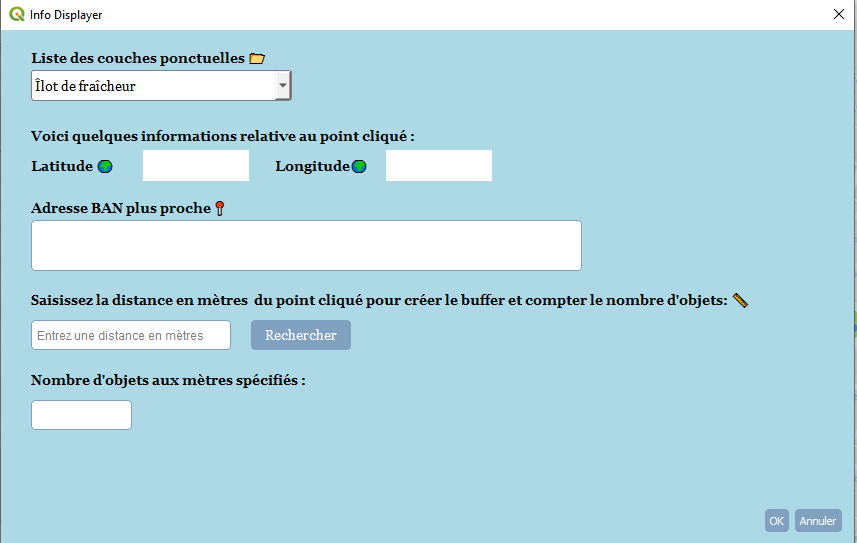 Info Displayer
Liste des couches ponctuelles
Îlot de fraîcheur
Voici quelques informations relative au point cliqué :
Latitude Longitude
Adresse BAN plus proche
Saisissez la distance en mètres du point cliqué pour créer le buffer et compter le nombre d'objets:
Entrez une distance en mètres Rechercher
Nombre d'objets aux mètres spécifiés :
OK Annuler